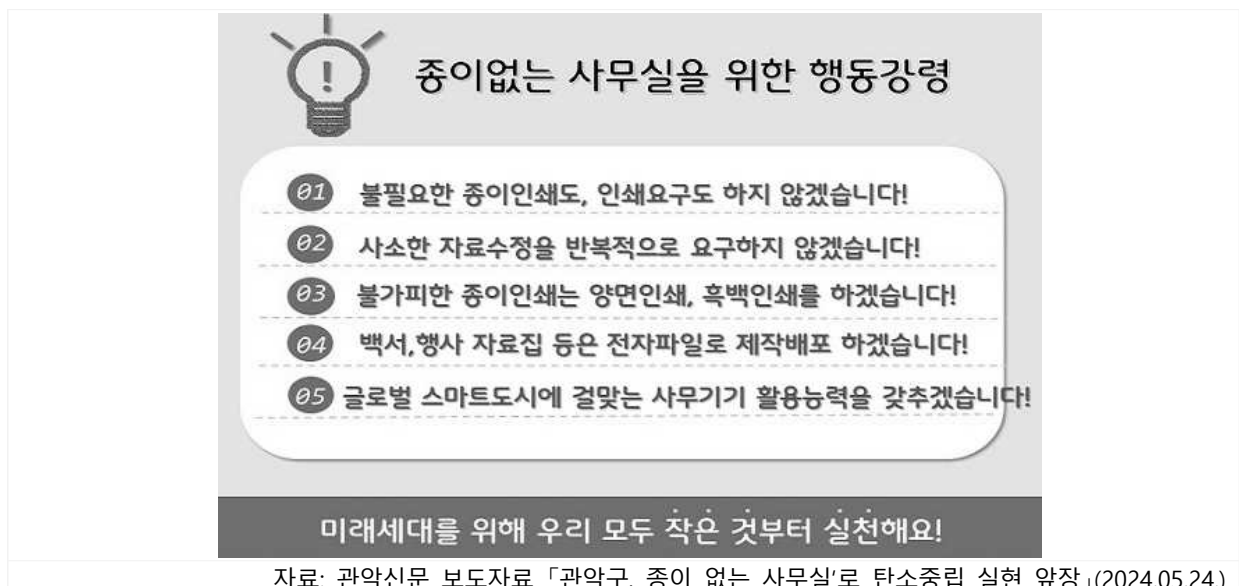 종이없는 사무실을 위한 행동강령
01 불필요한 종이인쇄도, 인쇄요구도 하지 않겠습니다!
02 사소한 자료수정을 반복적으로 요구하지 않겠습니다!
03 불가피한 종이인쇄는 양면인쇄, 흑백인쇄를 하겠습니다!
04 백서,행사 자료집 등은 전자파일로 제작배포 하겠습니다!
05 글로벌 스마트도시에 걸맞는 사무기기 활용능력을 갖추겠습니다!
미래세대를 위해 우리 모두 작은 것부터 실천해요!
자료: 관악신문 보도자료 「관악구, 종이 없는 사무실'로 탄소중립 실현 앞장」(2024.05.24.)